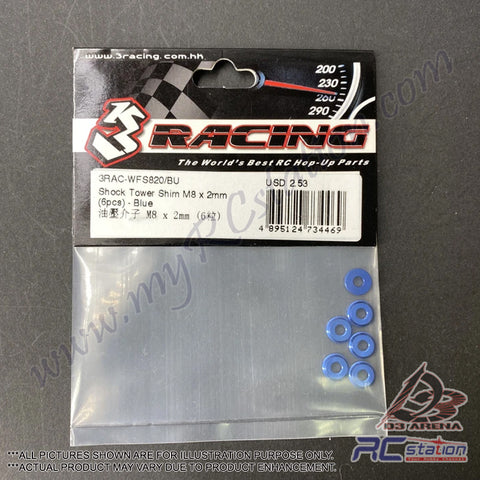 www.3racing.com.hk
200
230
260
290
3
RACING
The World's Best RC Hop-Up Parts
3RAC-WFS820/BU
Shock Tower Shim M8 x 2mm
(6pcs) - Blue
油壓介子 M8 x 2mm (6粒)
USD 2.53
4 895124 734469
www.myRCstation.com
D3 ARENA
RCstation
**ALL PICTURES SHOWN ARE FOR ILLUSTRATION PURPOSE ONLY.
**ACTUAL PRODUCT MAY VARY DUE TO PRODUCT ENHANCEMENT.